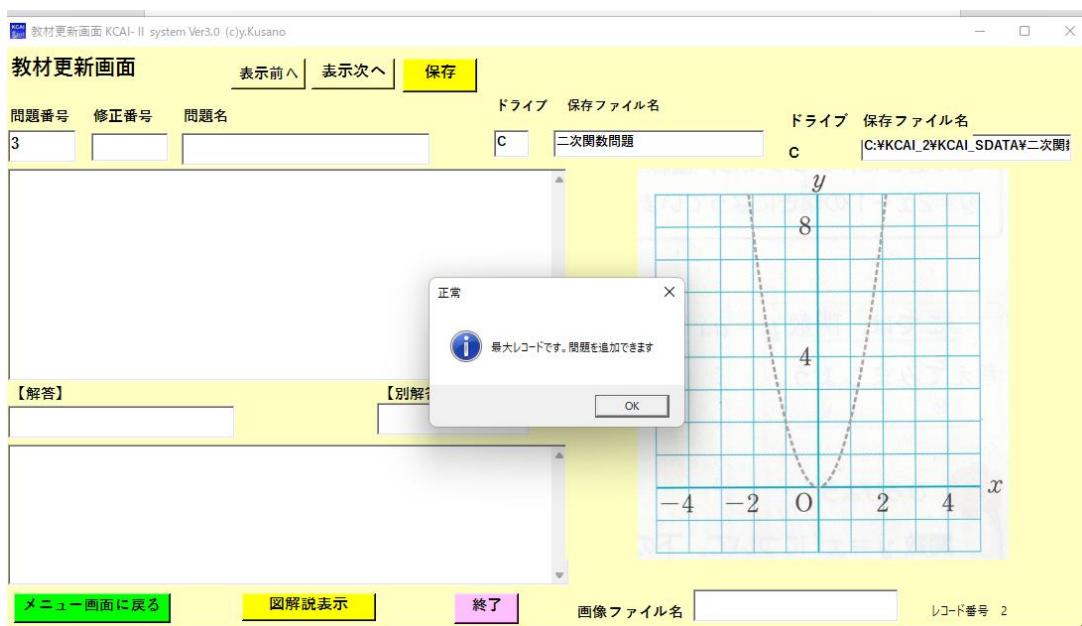 教材更新画面 KCAI-II system Ver3.0 (c)y.Kusano
教材更新画面
表示前へ
表示次へ
保存
問題番号
修正番号
問題名
ドライブ
保存ファイル名
ドライブ
保存ファイル名
3
C
二次関数問題
C
C:¥KCAI_2¥KCAI_SDATA¥二次関
y
8
4
-4
-2
O
2
4
x
正常
最大レコードです。問題を追加できます
OK
【解答】
【別解
メニュー画面に戻る
図解説表示
終了
画像ファイル名
レコード番号 2